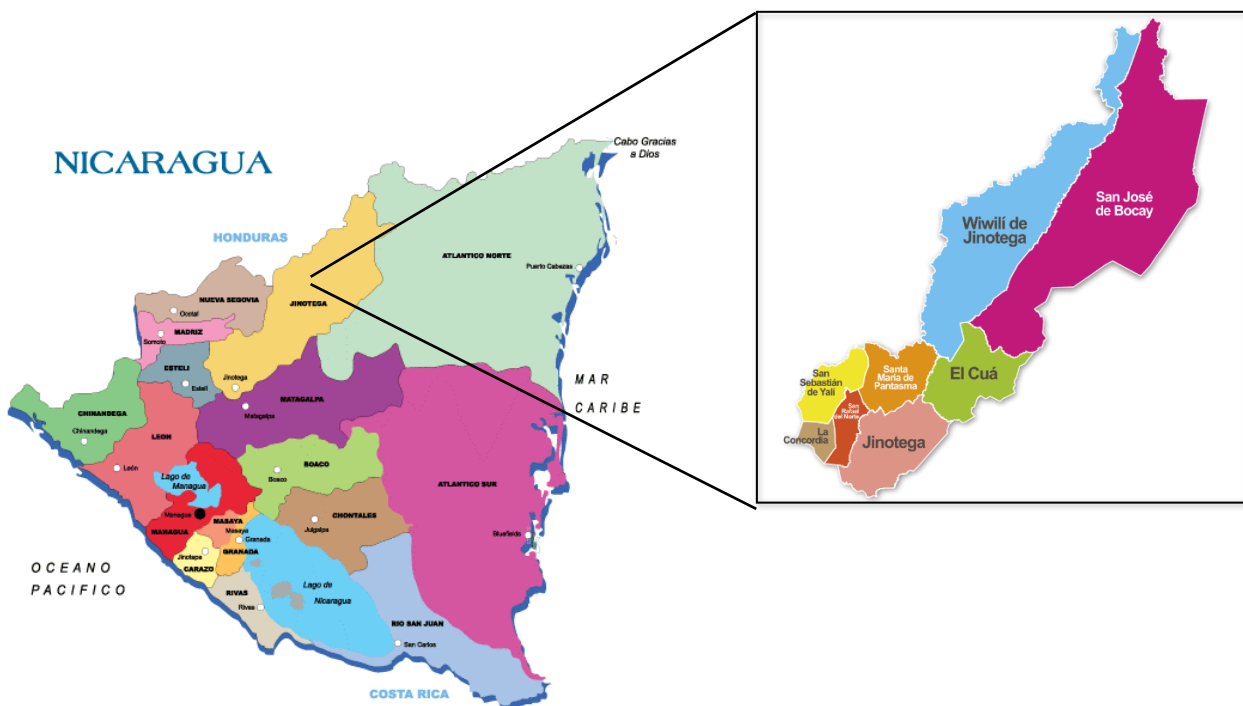 NICARAGUA
Cabo Gracias
a Dios
HONDURAS
ATLANTICO NORTE
Puerto Cabezas
NUEVA SEGOVIA
Ocotal
JINOTEGA
MADRIZ
Somoto
ESTELI
Estelí
Jinotega
MAR
CARIBE
MATAGALPA
Matagalpa
CHINANDEGA
Chinandega
LEON
León
BOACO
Boaco
Lago de
Managua
ATLANTICO SUR
CHONTALES
Juigalpa
Managua
MASAYA
Masaya
MANAGUA
Granada
GRANADA
Bluefields
Jinotepe
CARAZO
OCEANO
PACIFICO
RIVAS
Rivas
Lago de
Nicaragua
RIO SAN JUAN
San Carlos
COSTA RICA
San José
de Bocay
Wiwilí de
Jinotega
San
Sebastián
de Yalí
Santa
María de
Pantasma
El Cuá
San
Rafael
del Norte
La
Concordia
Jinotega